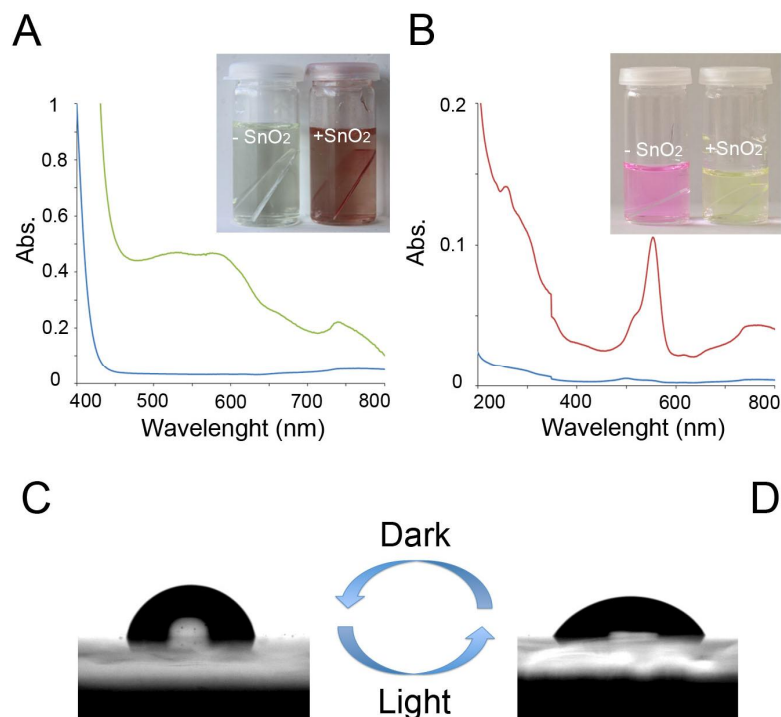 A
B
- SnO2
+SnO2
- SnO2
+SnO2
1
0.8
0.6
0.4
0.2
0
Abs.
400
500
600
700
800
Wavelenght (nm)
0.2
0.1
0
Abs.
200
400
600
800
Wavelenght (nm)
C
D
Dark
Light